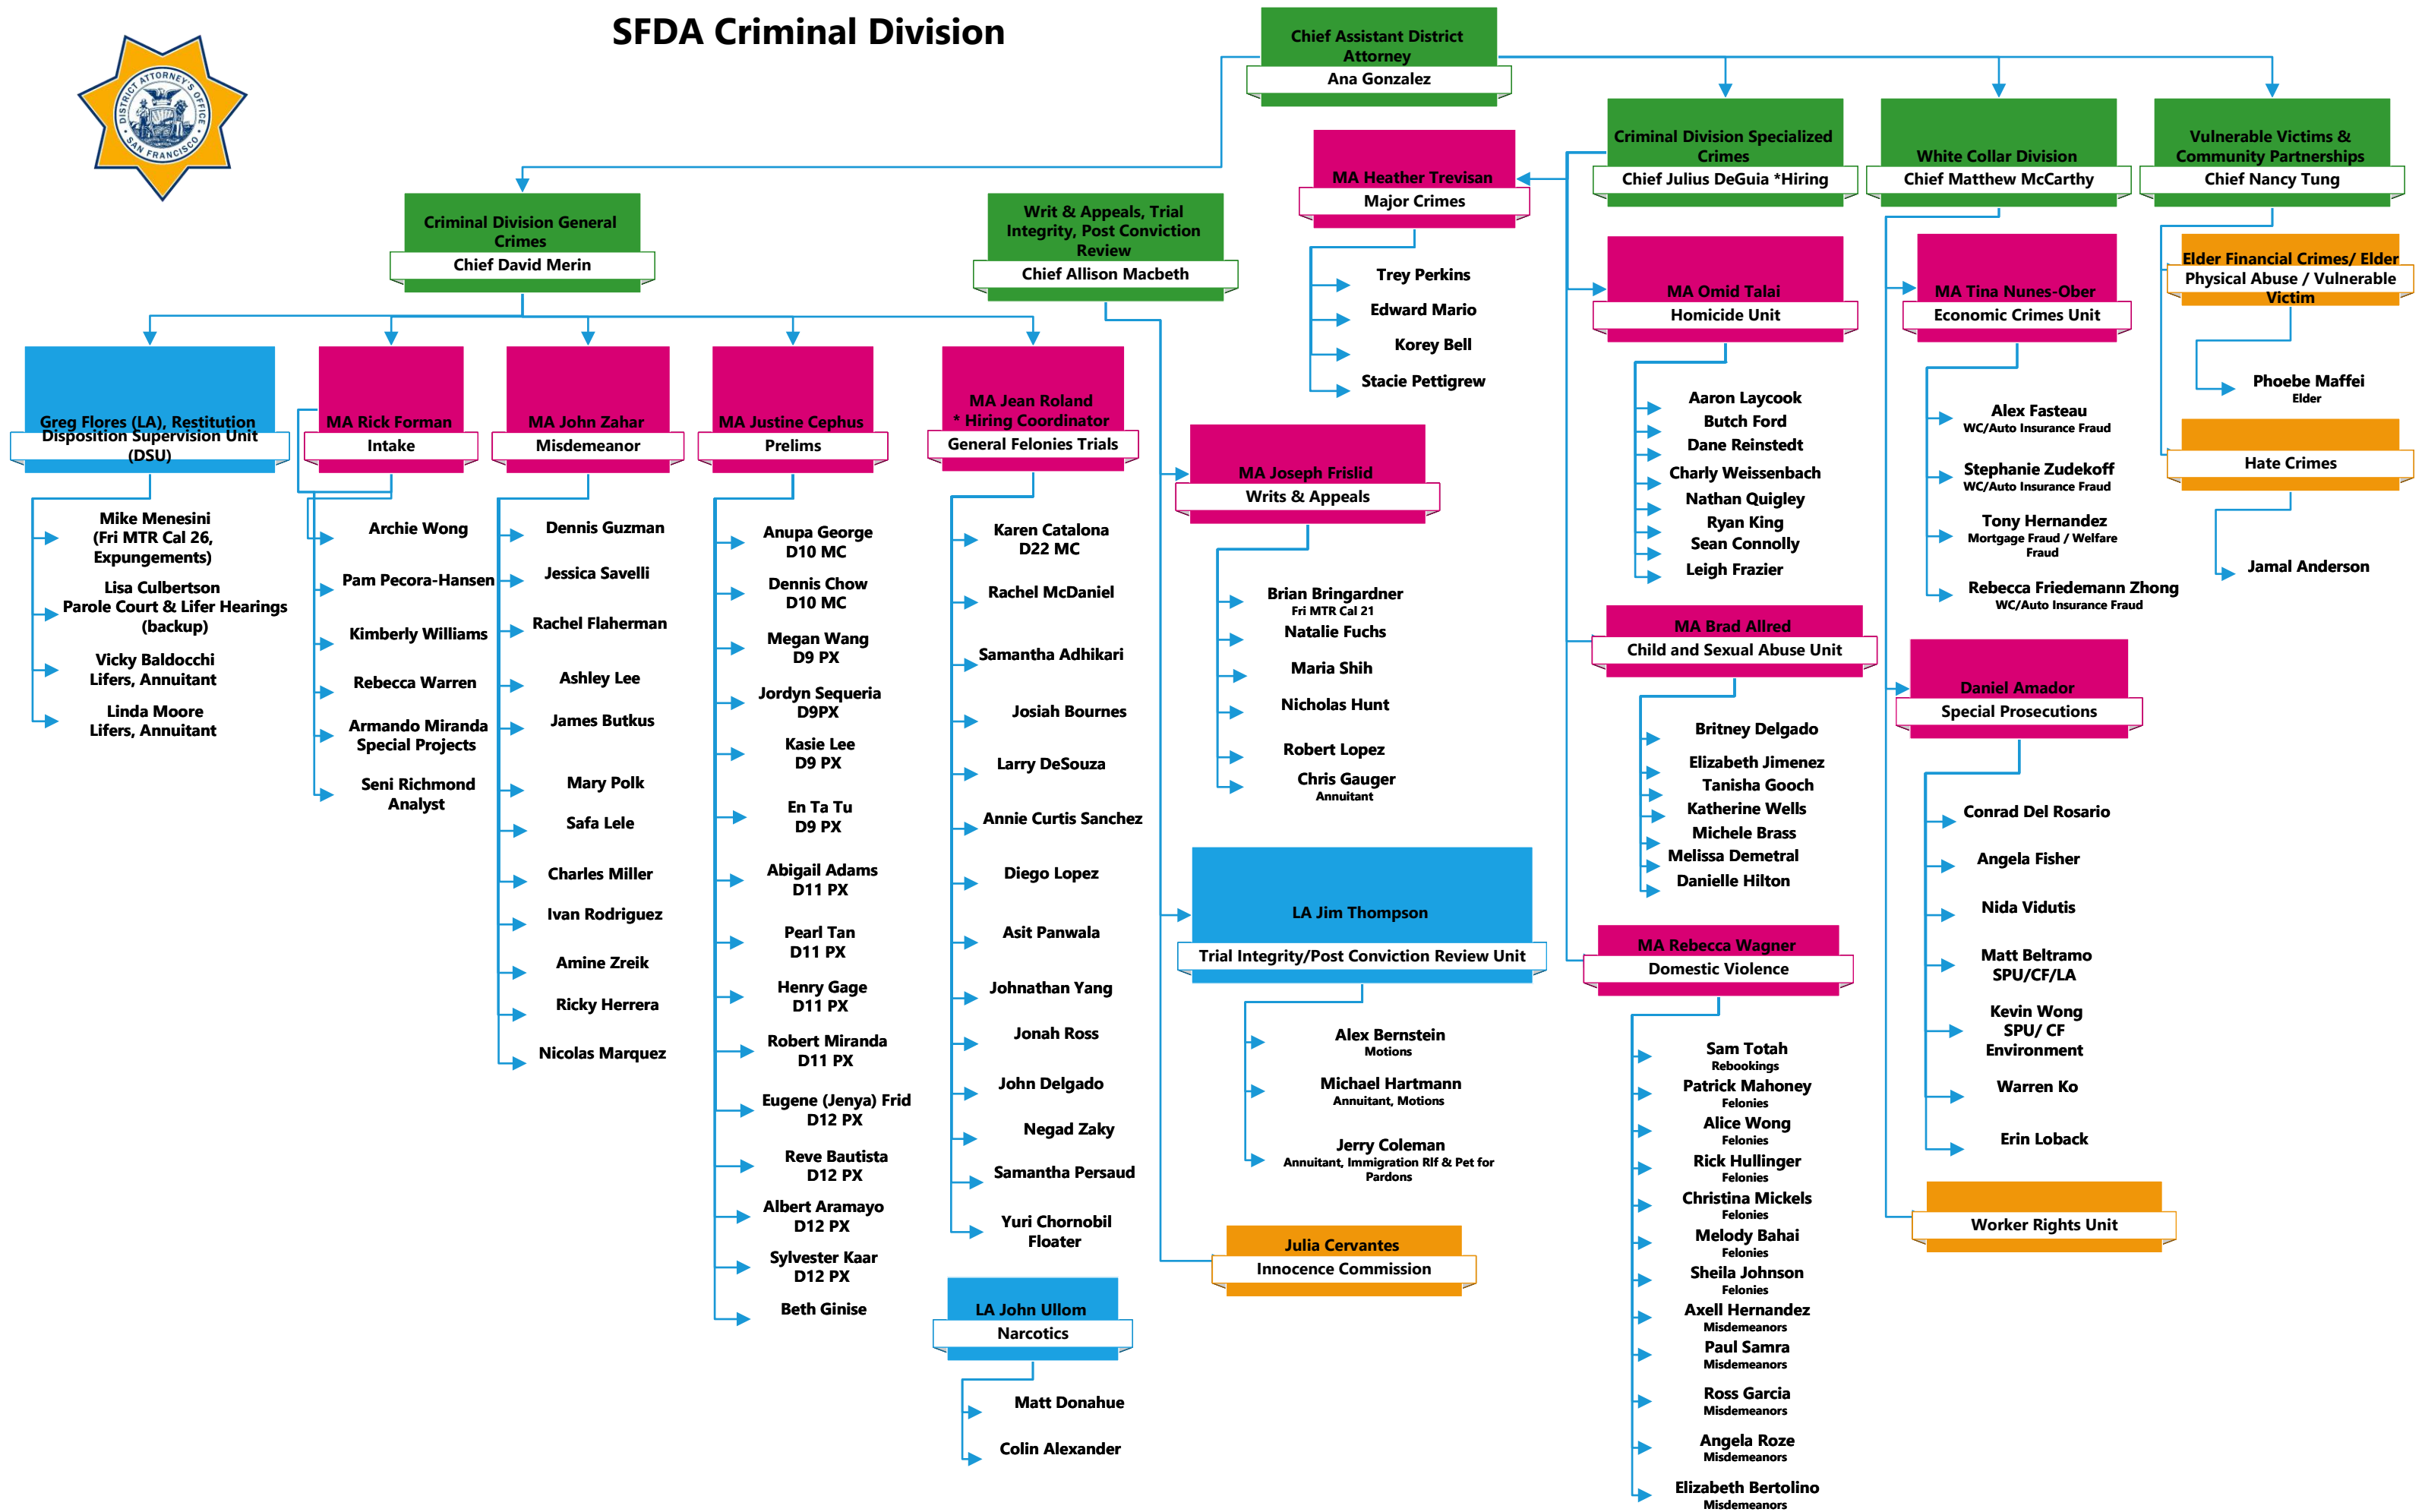 SFDA Criminal Division
DISTRICT ATTORNEY'S OFFICE
SAN FRANCISCO
Chief Assistant District
Attorney
Ana Gonzalez
Criminal Division General
Crimes
Chief David Merin
Writ & Appeals, Trial
Integrity, Post Conviction
Review
Chief Allison Macbeth
MA Heather Trevisan
Major Crimes
Trey Perkins
Edward Mario
Korey Bell
Stacie Pettigrew
Criminal Division Specialized
Crimes
Chief Julius DeGuia *Hiring
White Collar Division
Chief Matthew McCarthy
Vulnerable Victims &
Community Partnerships
Chief Nancy Tung
Greg Flores (LA), Restitution
Disposition Supervision Unit
(DSU)
Mike Menesini
(Fri MTR Cal 26,
Expungements)
Lisa Culbertson
Parole Court & Lifer Hearings
(backup)
Vicky Baldocchi
Lifers, Annuitant
Linda Moore
Lifers, Annuitant
MA Rick Forman
Intake
Archie Wong
Pam Pecora-Hansen
Kimberly Williams
Rebecca Warren
Armando Miranda
Special Projects
Seni Richmond
Analyst
MA John Zahar
Misdemeanor
Dennis Guzman
Jessica Savelli
Rachel Flaherman
Ashley Lee
James Butkus
Mary Polk
Safa Lele
Charles Miller
Ivan Rodriguez
Amine Zreik
Ricky Herrera
Nicolas Marquez
MA Justine Cephus
Prelims
Anupa George
D10 MC
Dennis Chow
D10 MC
Megan Wang
D9 PX
Jordyn Sequeria
D9PX
Kasie Lee
D9 PX
En Ta Tu
D9 PX
Abigail Adams
D11 PX
Pearl Tan
D11 PX
Henry Gage
D11 PX
Robert Miranda
D11 PX
Eugene (Jenya) Frid
D12 PX
Reve Bautista
D12 PX
Albert Aramayo
D12 PX
Sylvester Kaar
D12 PX
Beth Ginise
MA Jean Roland
* Hiring Coordinator
General Felonies Trials
Karen Catalona
D22 MC
Rachel McDaniel
Samantha Adhikari
Josiah Bournes
Larry DeSouza
Annie Curtis Sanchez
Diego Lopez
Asit Panwala
Johnathan Yang
Jonah Ross
John Delgado
Negad Zaky
Samantha Persaud
Yuri Chornobil
Floater
LA John Ullom
Narcotics
Matt Donahue
Colin Alexander
MA Joseph Frislid
Writs & Appeals
Brian Bringardner
Fri MTR Cal 21
Natalie Fuchs
Maria Shih
Nicholas Hunt
Robert Lopez
Chris Gauger
Annuitant
LA Jim Thompson
Trial Integrity/Post Conviction Review Unit
Alex Bernstein
Motions
Michael Hartmann
Annuitant, Motions
Jerry Coleman
Annuitant, Immigration Rlf & Pet for
Pardons
Julia Cervantes
Innocence Commission
MA Omid Talai
Homicide Unit
Aaron Laycook
Butch Ford
Dane Reinstedt
Charly Weissenbach
Nathan Quigley
Ryan King
Sean Connolly
Leigh Frazier
MA Brad Allred
Child and Sexual Abuse Unit
Britney Delgado
Elizabeth Jimenez
Tanisha Gooch
Katherine Wells
Michele Brass
Melissa Demetral
Danielle Hilton
MA Rebecca Wagner
Domestic Violence
Sam Totah
Rebookings
Patrick Mahoney
Felonies
Alice Wong
Felonies
Rick Hullinger
Felonies
Christina Mickels
Felonies
Melody Bahai
Felonies
Sheila Johnson
Felonies
Axell Hernandez
Misdemeanors
Paul Samra
Misdemeanors
Ross Garcia
Misdemeanors
Angela Roze
Misdemeanors
Elizabeth Bertolino
Misdemeanors
MA Tina Nunes-Ober
Economic Crimes Unit
Alex Fasteau
WC/Auto Insurance Fraud
Stephanie Zudekoff
WC/Auto Insurance Fraud
Tony Hernandez
Mortgage Fraud / Welfare
Fraud
Rebecca Friedemann Zhong
WC/Auto Insurance Fraud
Daniel Amador
Special Prosecutions
Conrad Del Rosario
Angela Fisher
Nida Vidutis
Matt Beltramo
SPU/CF/LA
Kevin Wong
SPU/ CF
Environment
Warren Ko
Erin Loback
Worker Rights Unit
Elder Financial Crimes/ Elder
Physical Abuse / Vulnerable
Victim
Phoebe Maffei
Elder
Hate Crimes
Jamal Anderson